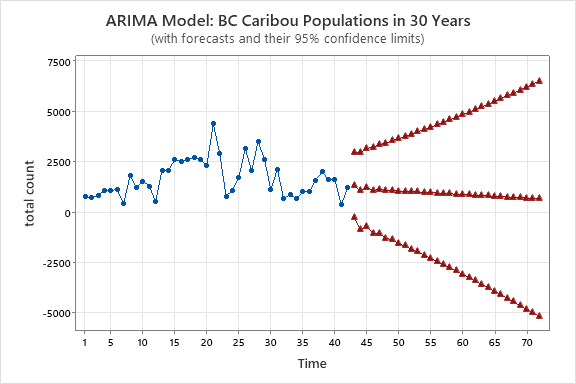 ARIMA Model: BC Caribou Populations in 30 Years
(with forecasts and their 95% confidence limits)
7500
5000
2500
0
-2500
-5000
total count
1 5 10 15 20 25 30 35 40 45 50 55 60 65 70
Time